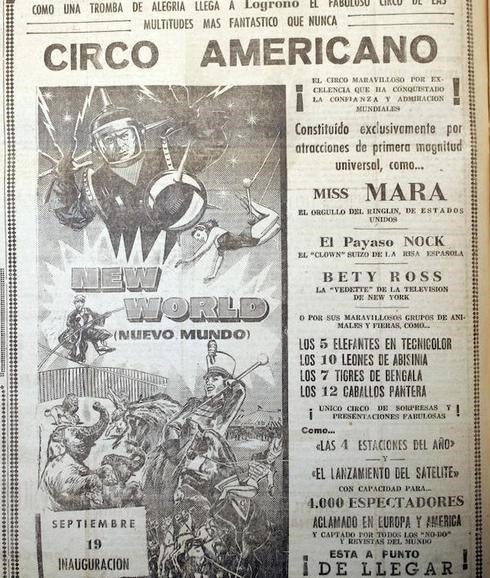 COMO UNA TROMBA DE ALEGRIA LLEGA A Logroño EL FABULOSO CIRCO DE LAS
MULTITUDES MAS FANTASTICO QUE NUNCA
CIRCO AMERICANO
NEW
WORLD
(NUEVO MUNDO)
SEPTIEMBRE
19
INAUGURACION
¡ EL CIRCO MARAVILLOSO POR EX- !
CELENCIA QUE HA CONQUISTADO
LA CONFIANZA Y ADMIRACION
MUNDIALES
Constituído exclusivamente por
atracciones de primera magnitud
universal, como...
MISS MARA
EL ORGULLO DEL RINGLIN, DE ESTADOS
UNIDOS
El Payaso NOCK
EL "CLOWN" SUIZO DE LA RISA ESPAÑOLA
BETY ROSS
LA "VEDETTE" DE LA TELEVISION
DE NEW YORK
O POR SUS MARAVILLOSOS GRUPOS DE ANI-
MALES Y FIERAS, COMO...
LOS 5 ELEFANTES EN TECNICOLOR
LOS 10 LEONES DE ABISINIA
LOS 7 TIGRES DE BENGALA
LOS 12 CABALLOS PANTERA
¡ UNICO CIRCO DE SORPRESAS Y !
PRESENTACIONES FABULOSAS
Como...
«LAS 4 ESTACIONES DEL AÑO»
Y
«EL LANZAMIENTO DEL SATELITE»
CON CAPACIDAD PARA...
4.000 ESPECTADORES
ACLAMADO EN EUROPA Y AMERICA
Y CAPTADO POR TODOS LOS "NO-DO"
Y REVISTAS DEL MUNDO
ESTA A PUNTO
¡DE LLEGAR!